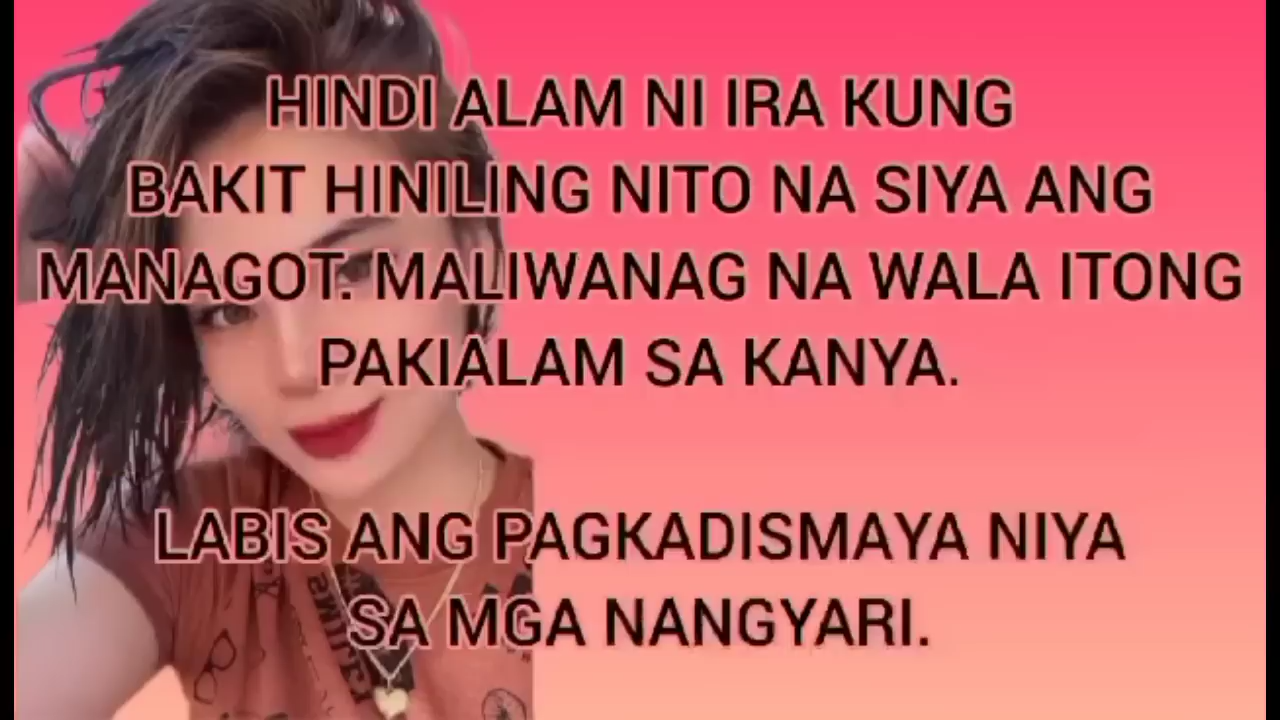 HINDI ALAM NI IRA KUNG
BAKIT HINILING NITO NA SIYA ANG
MANAGOT. MALIWANAG NA WALA ITONG
PAKIALAM SA KANYA.
LABIS ANG PAGKADISMAYA NIYA
SA MGA NANGYARI.